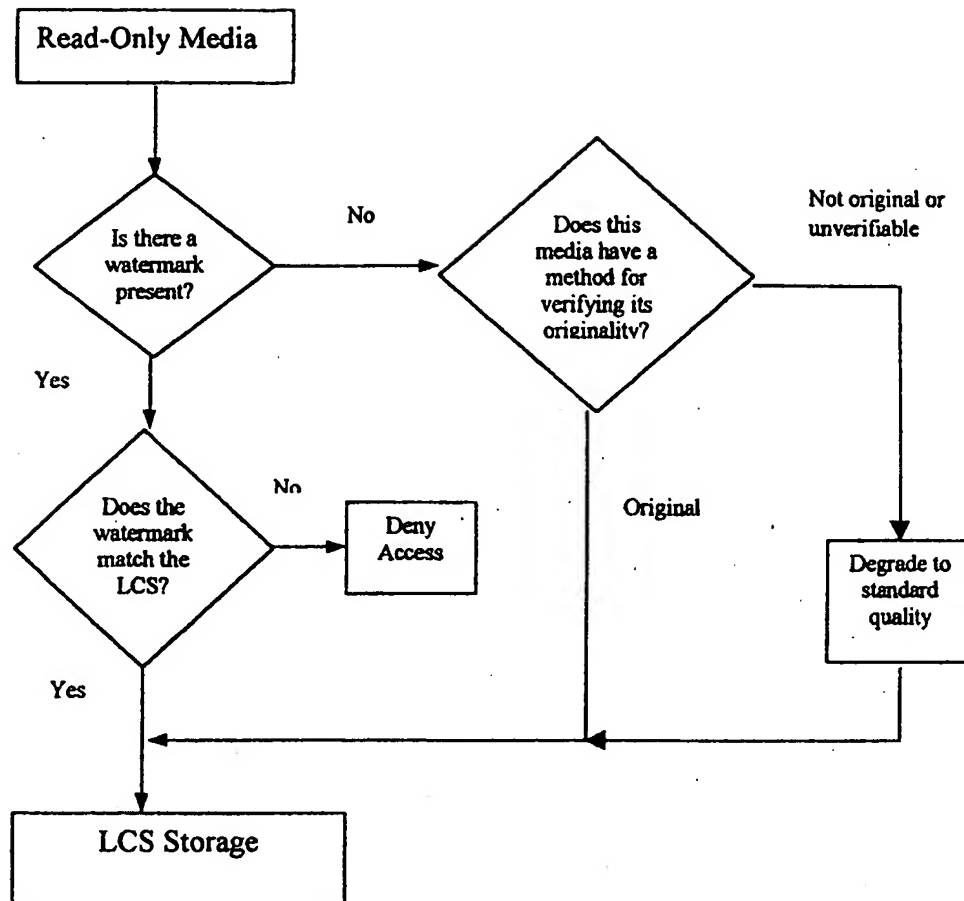 Read-Only Media
Is there a
watermark
present?
No
Does this
media have a
method for
verifying its
originality?
Not original or
unverifiable
Yes
Does the
watermark
match the
LCS?
No
Deny
Access
Original
Degrade to
standard
quality
Yes
LCS Storage